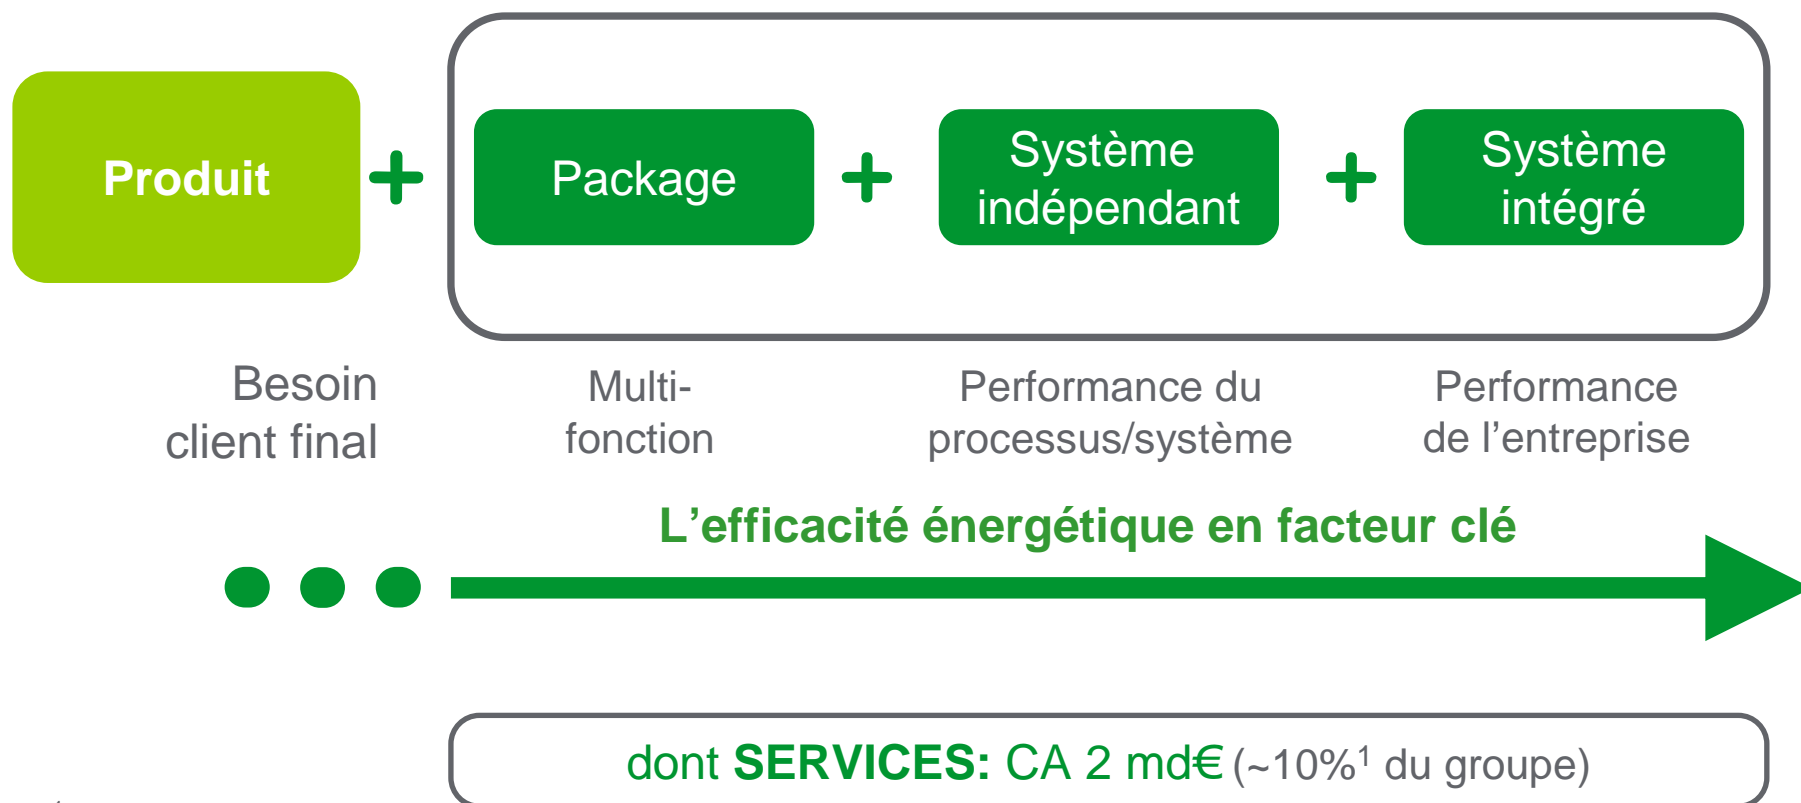 Produit
+
Package
+
Système
indépendant
+
Système
intégré
Besoin
client final
Multi-
fonction
Performance du
processus/système
Performance
de l’entreprise
L’efficacité énergétique en facteur clé
dont SERVICES: CA 2 md€ (~10%¹ du groupe)